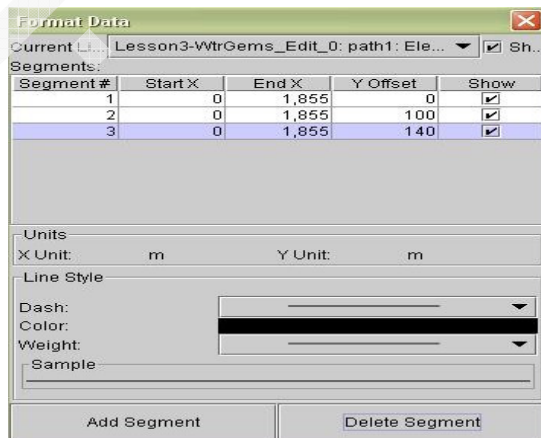 Format Data
Current Li... Lesson3-WtrGems_Edit_0: path1: Ele... Sh..
Segments:
Segment # Start X End X Y Offset Show
1 0 1,855 0
2 0 1,855 100
3 0 1,855 140
Units
X Unit: m Y Unit: m
Line Style
Dash:
Color:
Weight:
Sample
Add Segment Delete Segment